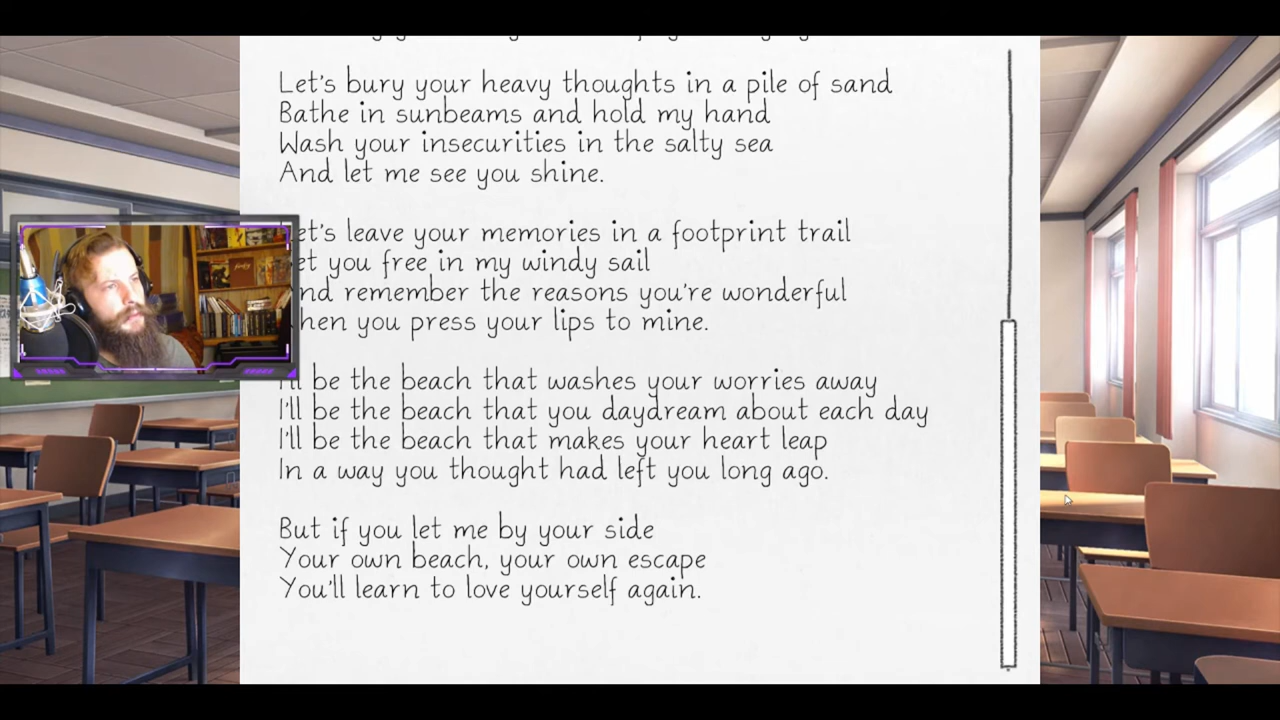 Let's bury your heavy thoughts in a pile of sand
Bathe in sunbeams and hold my hand
Wash your insecurities in the salty sea
And let me see you shine.
et's leave your memories in a footprint trail
et you free in my windy sail
nd remember the reasons you're wonderful
hen you press your lips to mine.
I'll be the beach that washes your worries away
I'll be the beach that you daydream about each day
I'll be the beach that makes your heart leap
In a way you thought had left you long ago.
But if you let me by your side
Your own beach, your own escape
You'll learn to love yourself again.